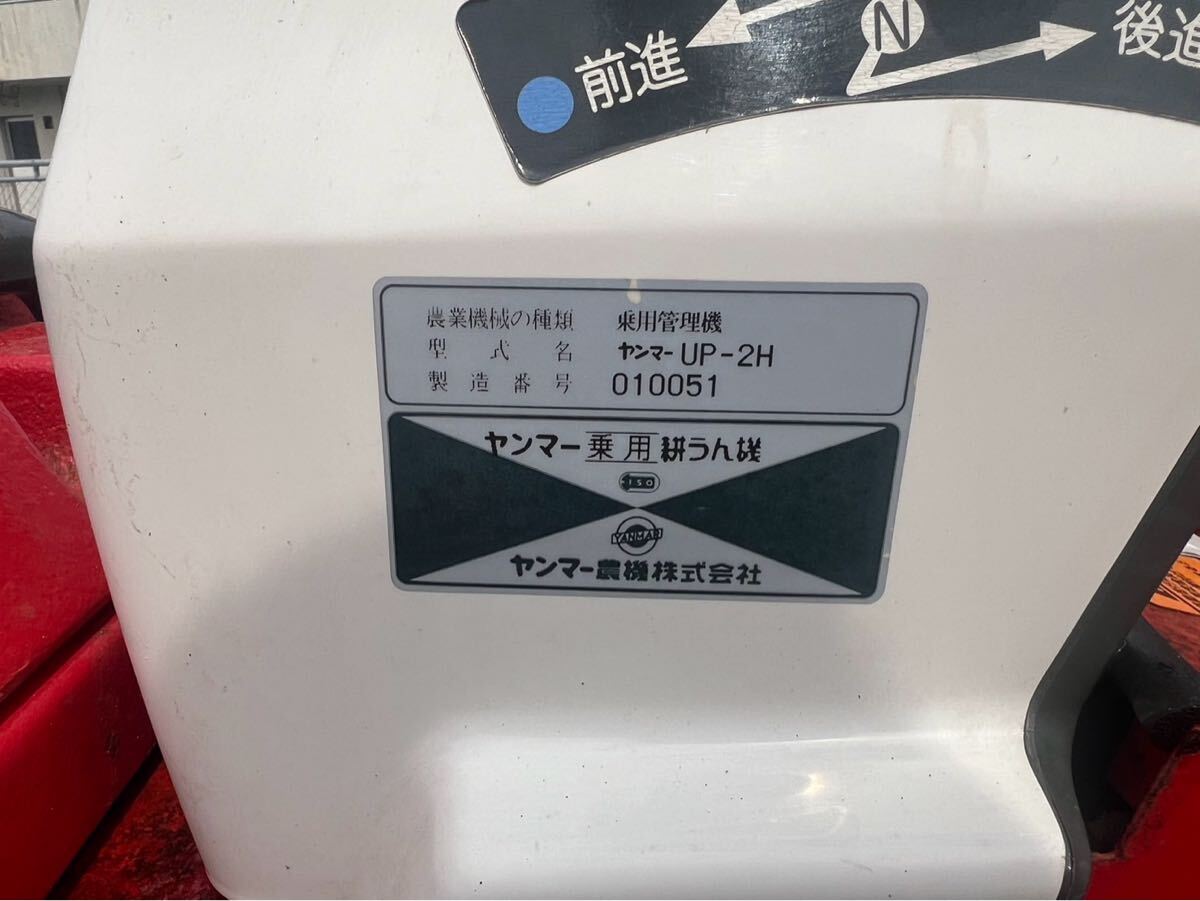 N
前進
後進
農業機械の種類 乗用管理機
型式名 ヤンマー UP-2H
製造番号 010051
ヤンマー乗用耕うん機
ISO
YANMAR
ヤンマー農機株式会社